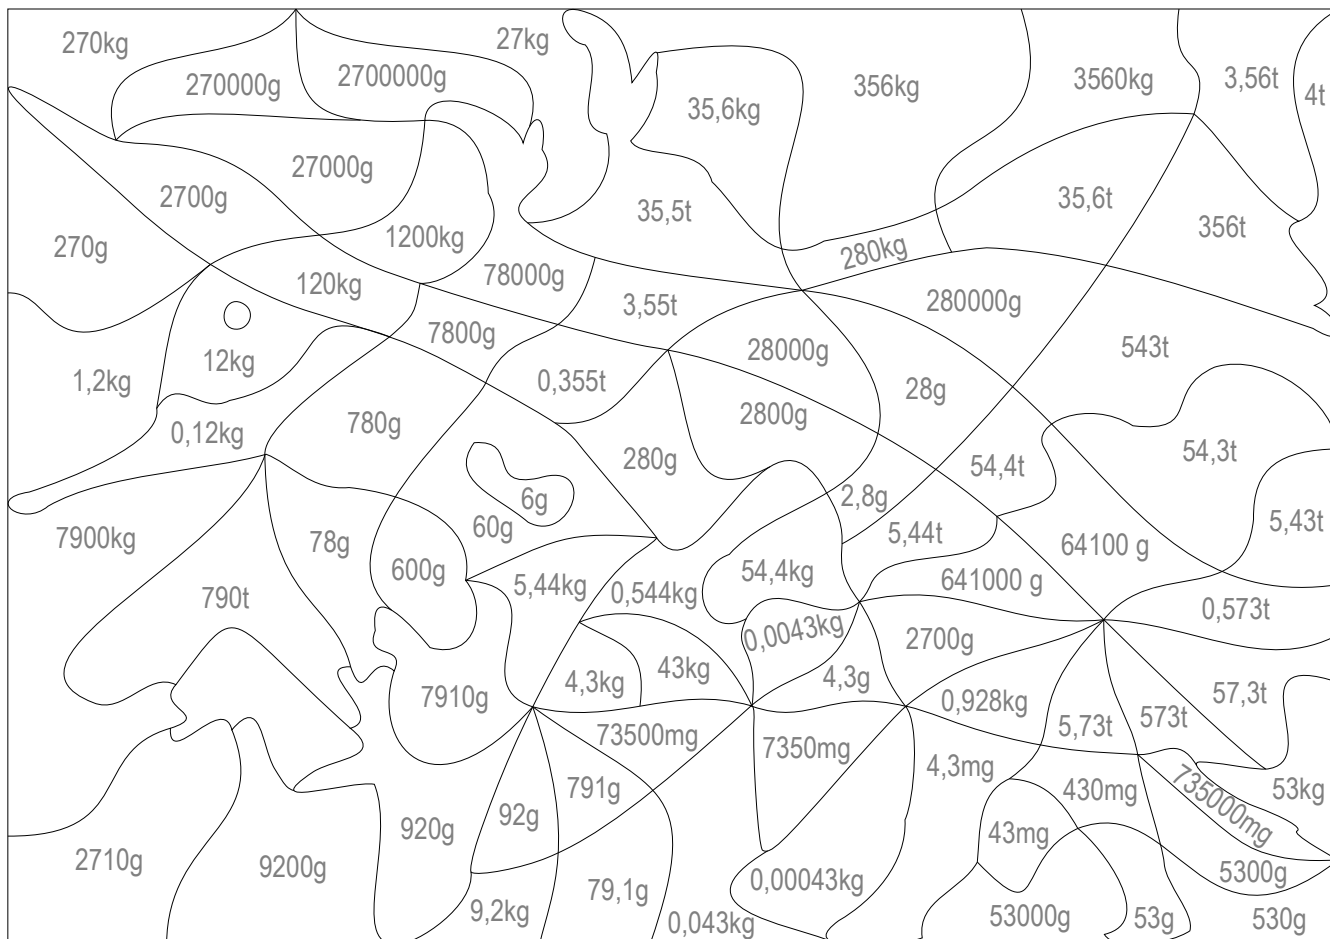 270kg
27kg
270000g
2700000g
35,6kg
356kg
3560kg
3,56t
4t
27000g
2700g
35,5t
35,6t
356t
270g
1200kg
280kg
120kg
78000g
3,55t
280000g
7800g
28000g
543t
12kg
1,2kg
0,355t
28g
780g
2800g
0,12kg
280g
54,4t
54,3t
6g
2,8g
60g
5,43t
7900kg
78g
5,44t
64100 g
600g
5,44kg
0,544kg
54,4kg
641000 g
790t
0,573t
0,0043kg
2700g
4,3kg
43kg
4,3g
7910g
0,928kg
57,3t
5,73t
573t
73500mg
7350mg
4,3mg
791g
430mg
735000mg
53kg
92g
920g
43mg
2710g
9200g
5300g
79,1g
0,00043kg
9,2kg
0,043kg
53000g
53g
530g